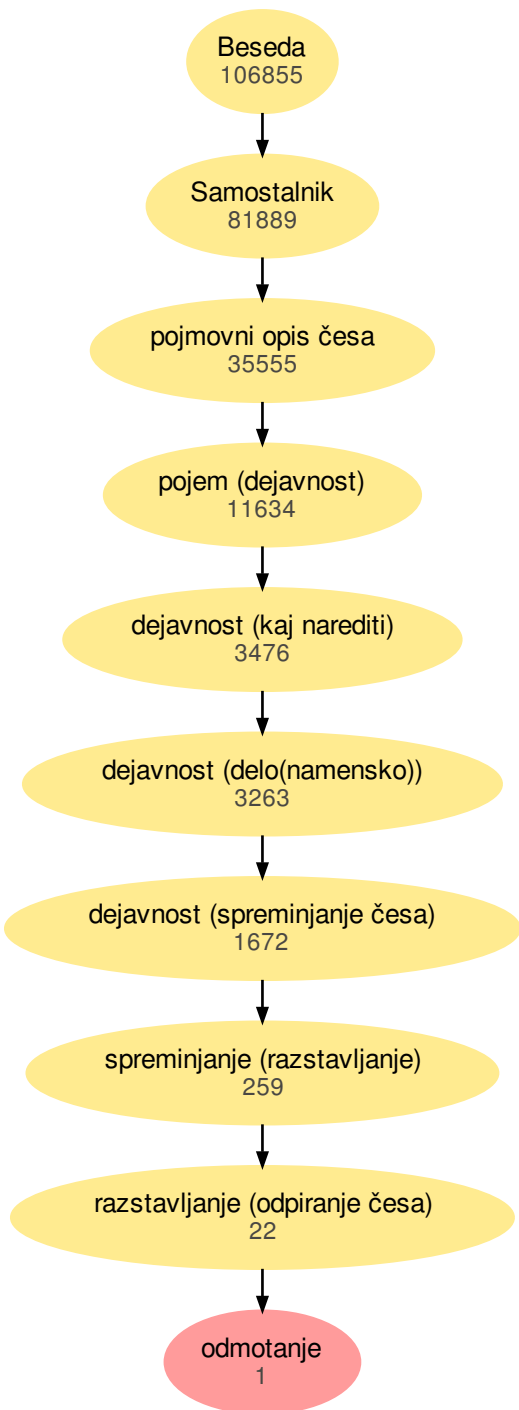 Beseda
106855
Samostalnik
81889
pojmovni opis česa
35555
pojem (dejavnost)
11634
dejavnost (kaj narediti)
3476
dejavnost (delo(namensko))
3263
dejavnost (spreminjanje česa)
1672
spreminjanje (razstavljanje)
259
razstavljanje (odpiranje česa)
22
odmotanje
1